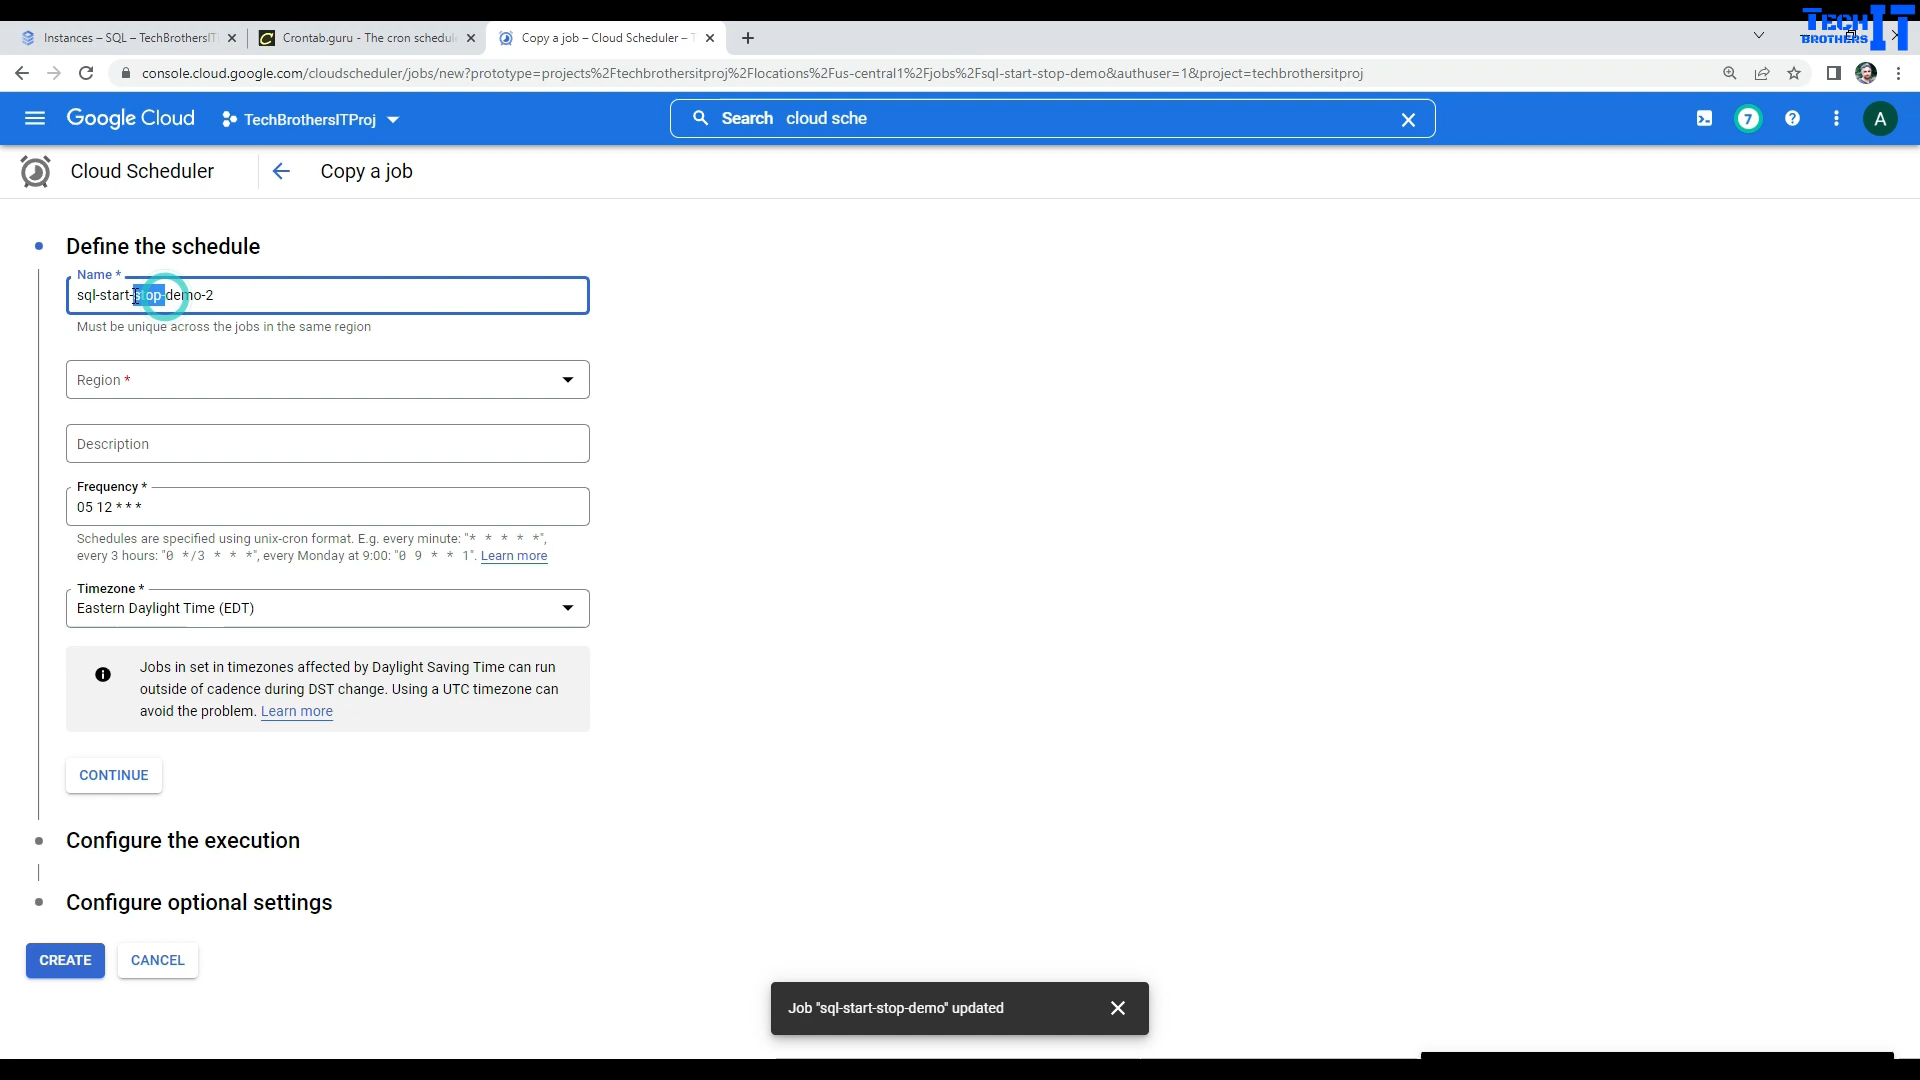 TECH IT
BROTHERS
Instances – SQL – TechBrothersIT
Crontab.guru - The cron schedule
Copy a job – Cloud Scheduler – T
console.cloud.google.com/cloudscheduler/jobs/new?prototype=projects%2Ftechbrothersitproj%2Flocations%2Fus-central1%2Fjobs%2Fsql-start-stop-demo&authuser=1&project=techbrothersitproj
Google Cloud
TechBrothersITProj
Search cloud sche
7
A
Cloud Scheduler
Copy a job
Define the schedule
Name *
sql-start-stop-demo-2
Must be unique across the jobs in the same region
Region *
Description
Frequency *
05 12 * * *
Schedules are specified using unix-cron format. E.g. every minute: "* * * * *",
every 3 hours: "0 */3 * * *", every Monday at 9:00: "0 9 * * 1". Learn more
Timezone *
Eastern Daylight Time (EDT)
Jobs in set in timezones affected by Daylight Saving Time can run
outside of cadence during DST change. Using a UTC timezone can
avoid the problem. Learn more
CONTINUE
Configure the execution
Configure optional settings
CREATE
CANCEL
Job "sql-start-stop-demo" updated